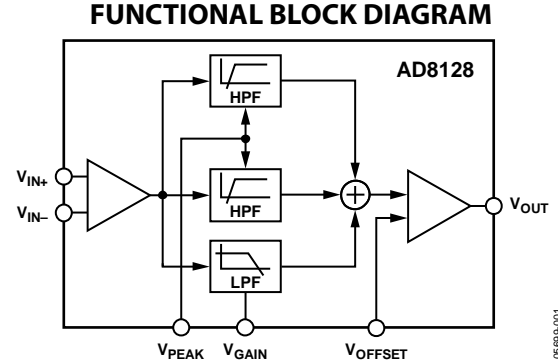 FUNCTIONAL BLOCK DIAGRAM
AD8128
HPF
VIN+
VIN–
HPF
VOUT
LPF
VPEAK VGAIN VOFFSET
05699-001